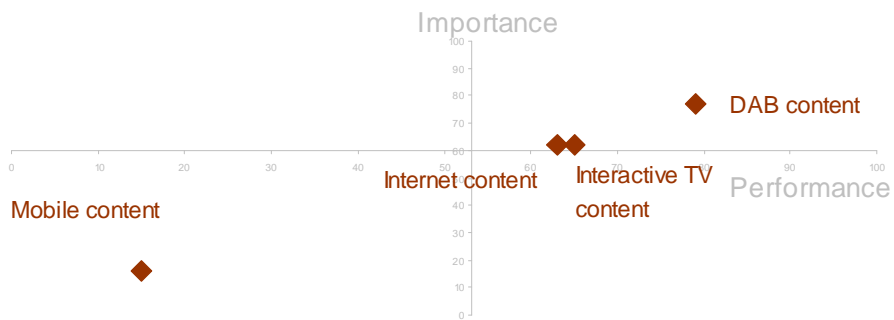 Importance
100
90
80
DAB content
70
60
0 10 20 30 40 50 60 70 80 90 100
Internet content
Interactive TV
content
50
Performance
Mobile content
40
30
20
10
0